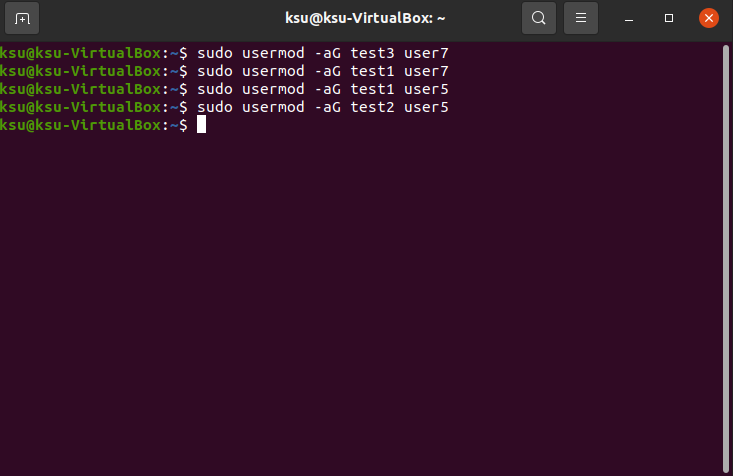 ksu@ksu-VirtualBox: ~
ksu@ksu-VirtualBox:~$ sudo usermod -aG test3 user7
ksu@ksu-VirtualBox:~$ sudo usermod -aG test1 user7
ksu@ksu-VirtualBox:~$ sudo usermod -aG test1 user5
ksu@ksu-VirtualBox:~$ sudo usermod -aG test2 user5
ksu@ksu-VirtualBox:~$